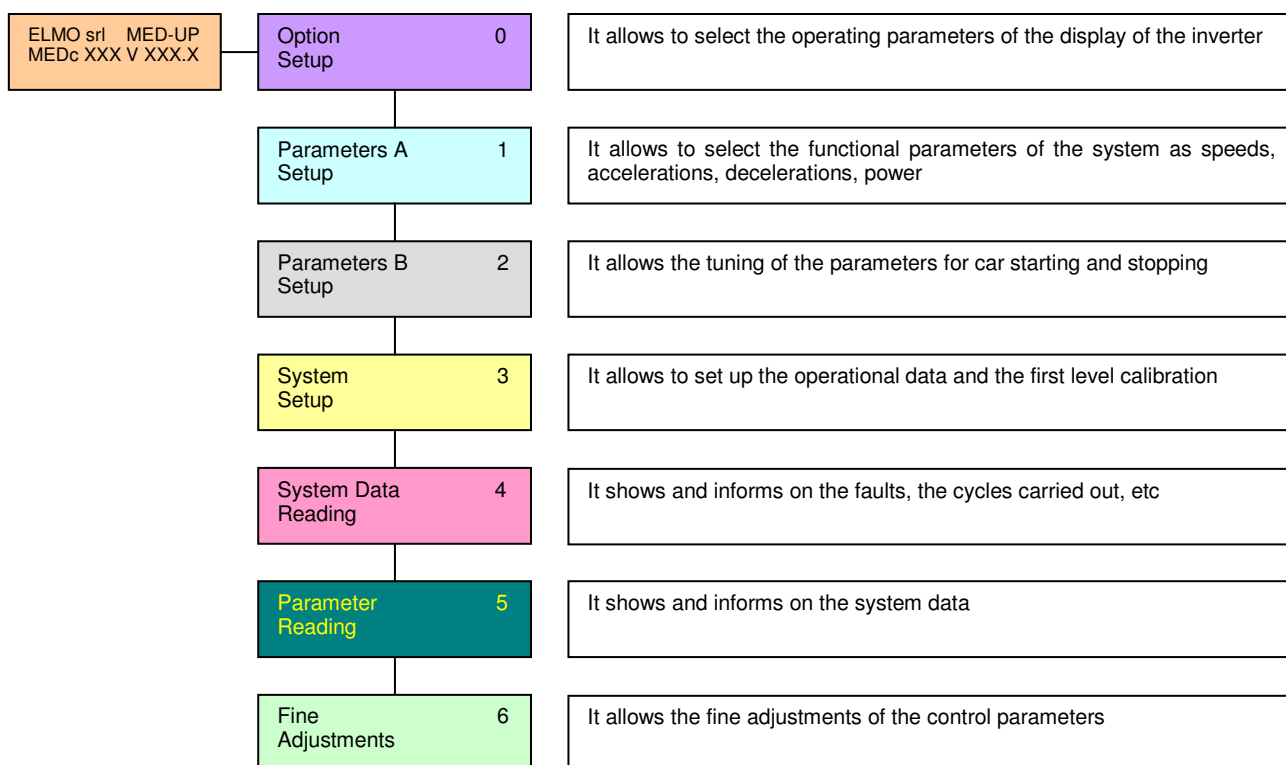 ELMO srl MED-UP
MEDc XXX V XXX.X
Option 0
Setup
It allows to select the operating parameters of the display of the inverter
Parameters A 1
Setup
It allows to select the functional parameters of the system as speeds,
accelerations, decelerations, power
Parameters B 2
Setup
It allows the tuning of the parameters for car starting and stopping
System 3
Setup
It allows to set up the operational data and the first level calibration
System Data 4
Reading
It shows and informs on the faults, the cycles carried out, etc
Parameter 5
Reading
It shows and informs on the system data
Fine 6
Adjustments
It allows the fine adjustments of the control parameters